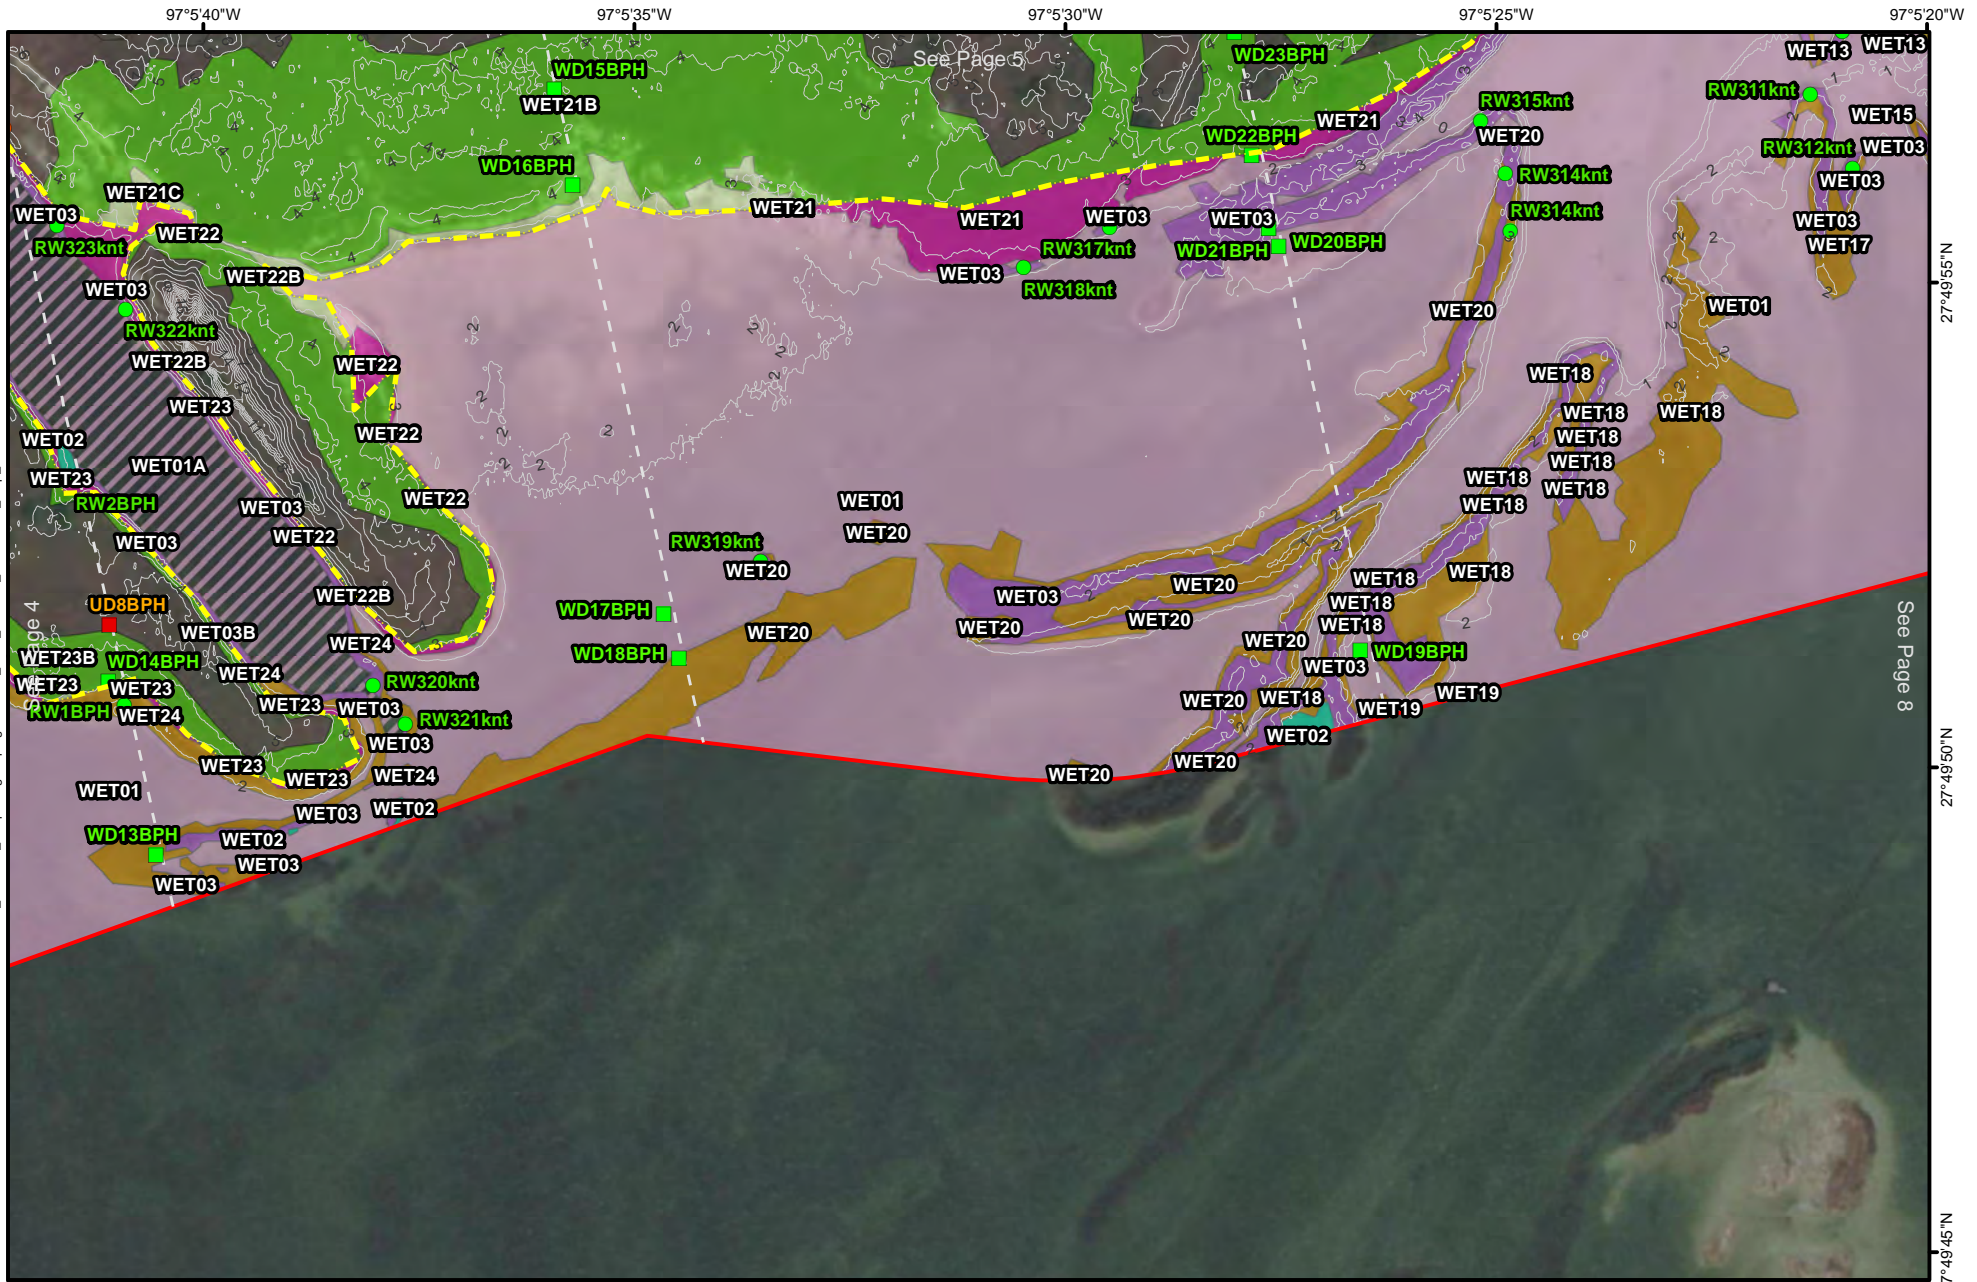 97°5'40"W 97°5'35"W 97°5'30"W 97°5'25"W 97°5'20"W
WET13 WET13
See Page 5
WD23BPH
WD15BPH
WET21B
RW311knt
RW315knt
WET15
WET21
WD22BPH
WET20
RW312knt WET03
WD16BPH
RW314knt
WET03
WET21C
WET21
RW314knt
WET03
WET21
WET03
WET03
WET03
WET22
RW323knt
RW317knt
WD21BPH
WD20BPH
WET17
WET22B
WET03
RW318knt
27°49'55"N
WET03
WET20
WET01
RW322knt
WET22B
WET22
WET18
WET23
WET18
WET18
WET02
WET22
WET18
WET01A
WET18
WET23
WET18
WET18
RW2BPH
WET22
WET01
WET03
WET18
WET03
WET22
WET20
RW319knt
WET20
WET18
WET18
WET20
WET22B
WET03
UD8BPH
WD17BPH
WET18
WET20
WET18
See Page 4
WET03B
WET20
WET20
WET24
WET20
See Page 8
WET23B
WD14BPH
WD18BPH
WD19BPH
WET24
WET03
WET23
WET23
RW320knt
WET20
WET18
WET19
RW1BPH
WET24
WET23
WET03
RW321knt
WET19
WET03
WET02
WET23
WET20
WET20
WET23
WET24
27°49'50"N
WET01
WET03
WET02
WD13BPH
WET02
WET03
WET03
7°49'45"N